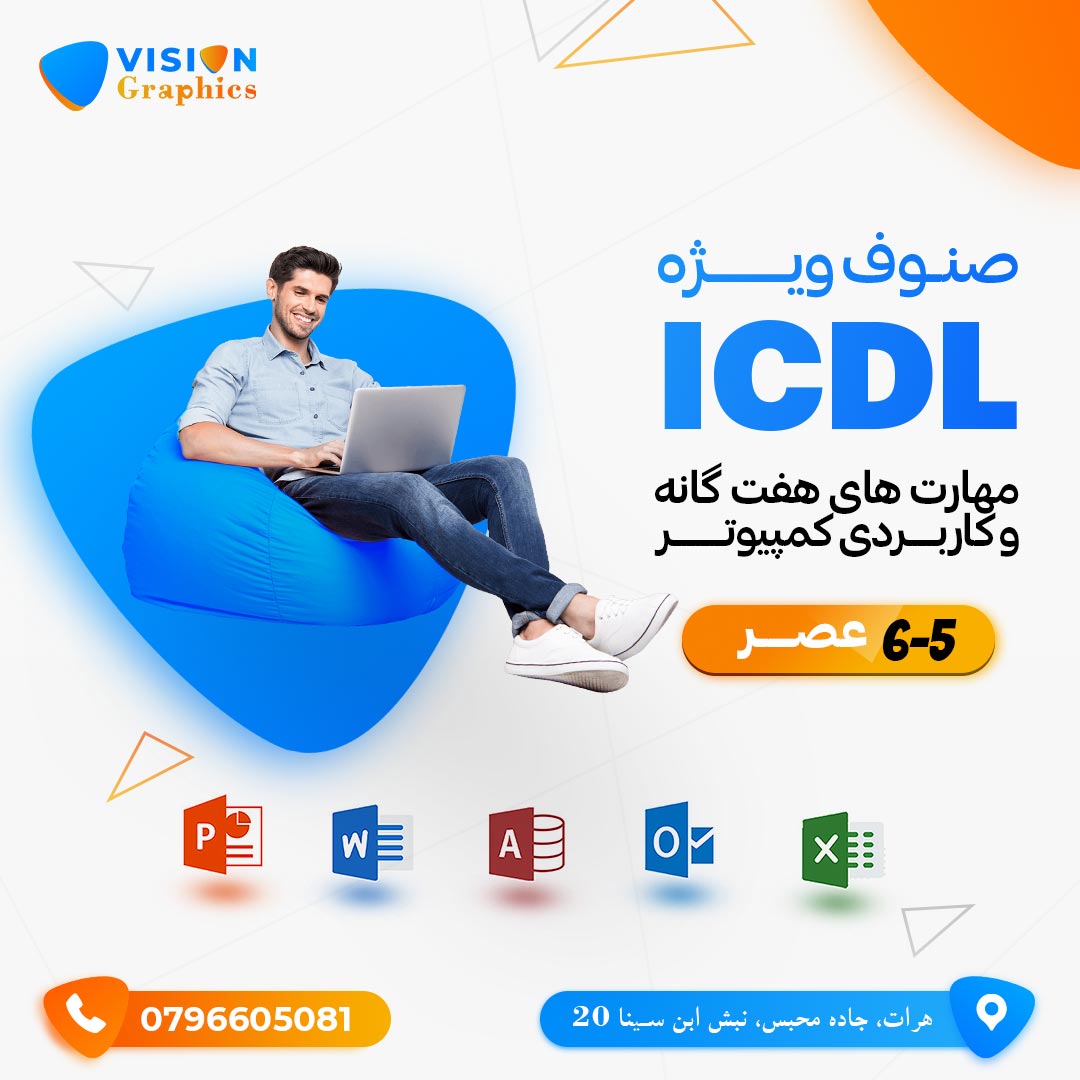 VISION
Graphics
صنوف ویژه
ICDL
مهارت های هفت گانه
و کاربردی کمپیوتر
6-5 عصر
P
W
A
O
X
0796605081
هرات، جاده محبس، نبش ابن سینا 20